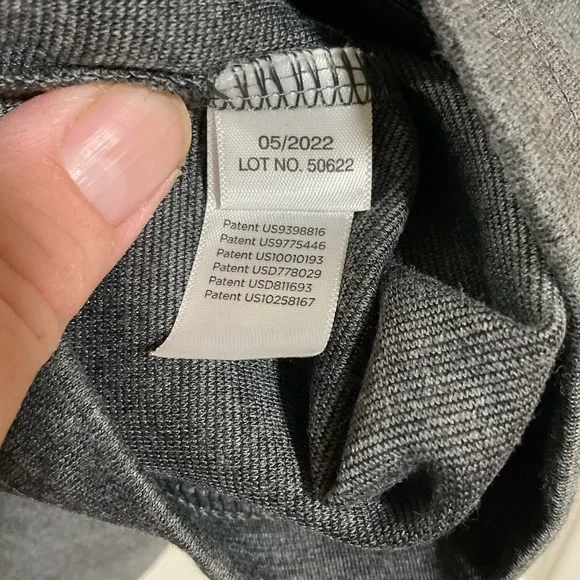 05/2022
LOT NO. 50622
Patent US9398816
Patent US9775446
Patent US10010193
Patent USD778029
Patent USD811693
Patent US10258167